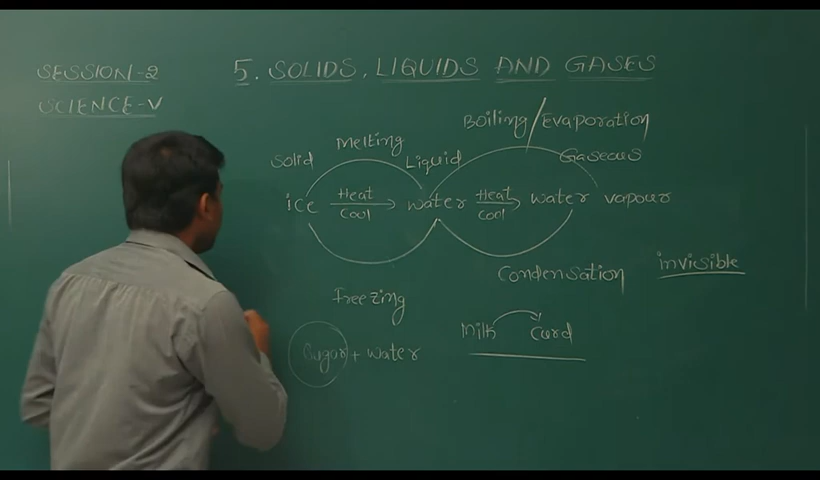 SESSION-2
SCIENCE-V
5. SOLIDS, LIQUIDS AND GASES
Boiling/Evaporation
Melting
Solid
Liquid
Gaseous
ice Heat Cool water Heat Cool water vapour
Condensation
invisible
Freezing
Milk Curd
Sugar + water